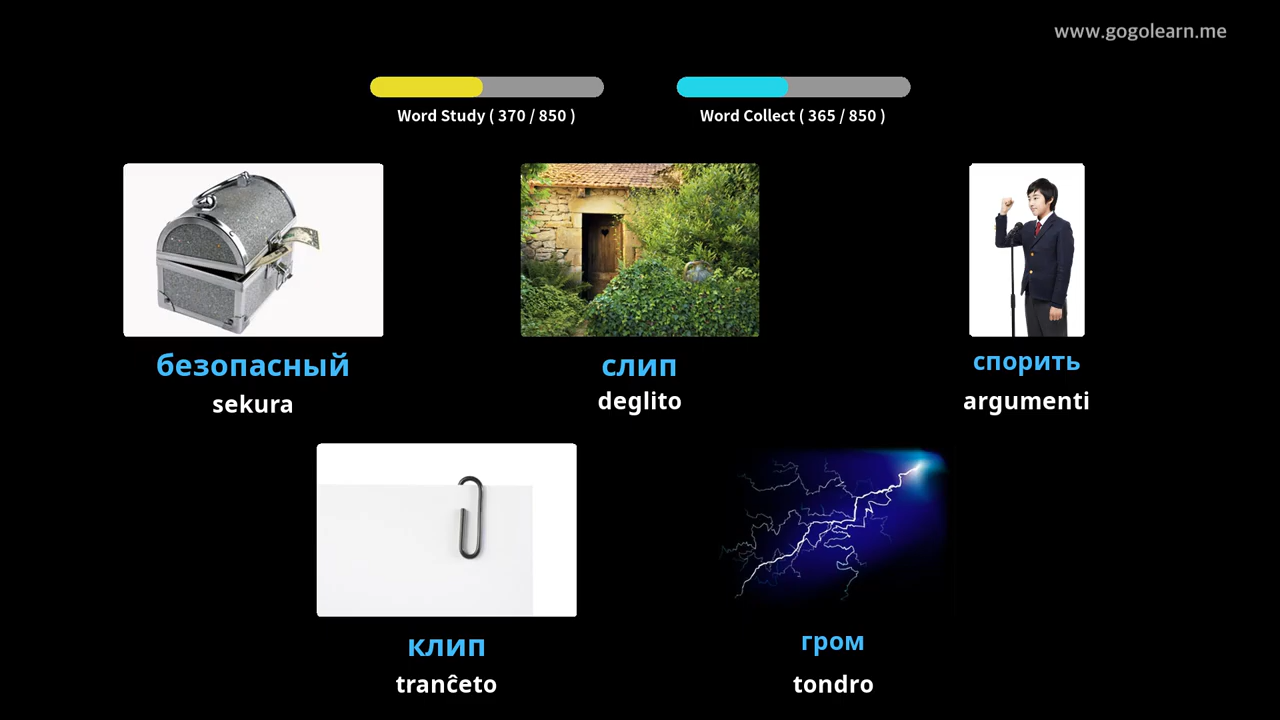 www.gogolearn.me
Word Study ( 370 / 850 )
Word Collect ( 365 / 850 )
безопасный
sekura
слип
deglito
спорить
argumenti
клип
tranĉeto
гром
tondro